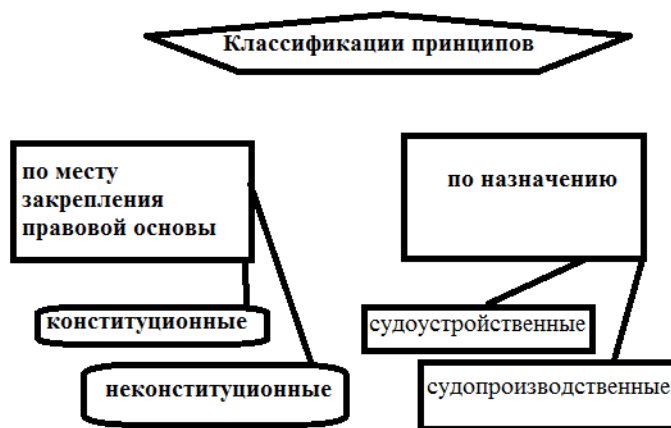 Классификации принципов
по месту
закрепления
правовой основы
по назначению
конституционные
неконституционные
судоустройственные
судопроизводственные